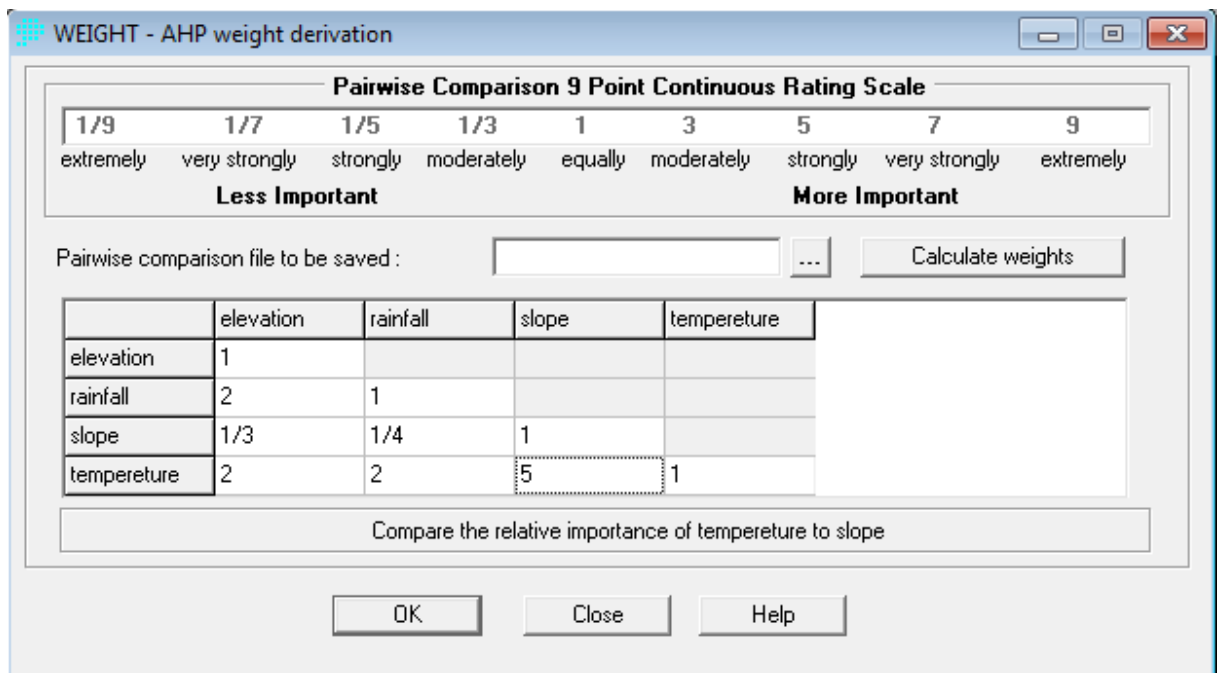 WEIGHT - AHP weight derivation
Pairwise Comparison 9 Point Continuous Rating Scale
1/9 1/7 1/5 1/3 1 3 5 7 9
extremely very strongly strongly moderately equally moderately strongly very strongly extremely
Less Important More Important
Pairwise comparison file to be saved : ... Calculate weights
elevation rainfall slope tempereture
elevation 1
rainfall 2 1
slope 1/3 1/4 1
tempereture 2 2 5 1
Compare the relative importance of tempereture to slope
OK Close Help